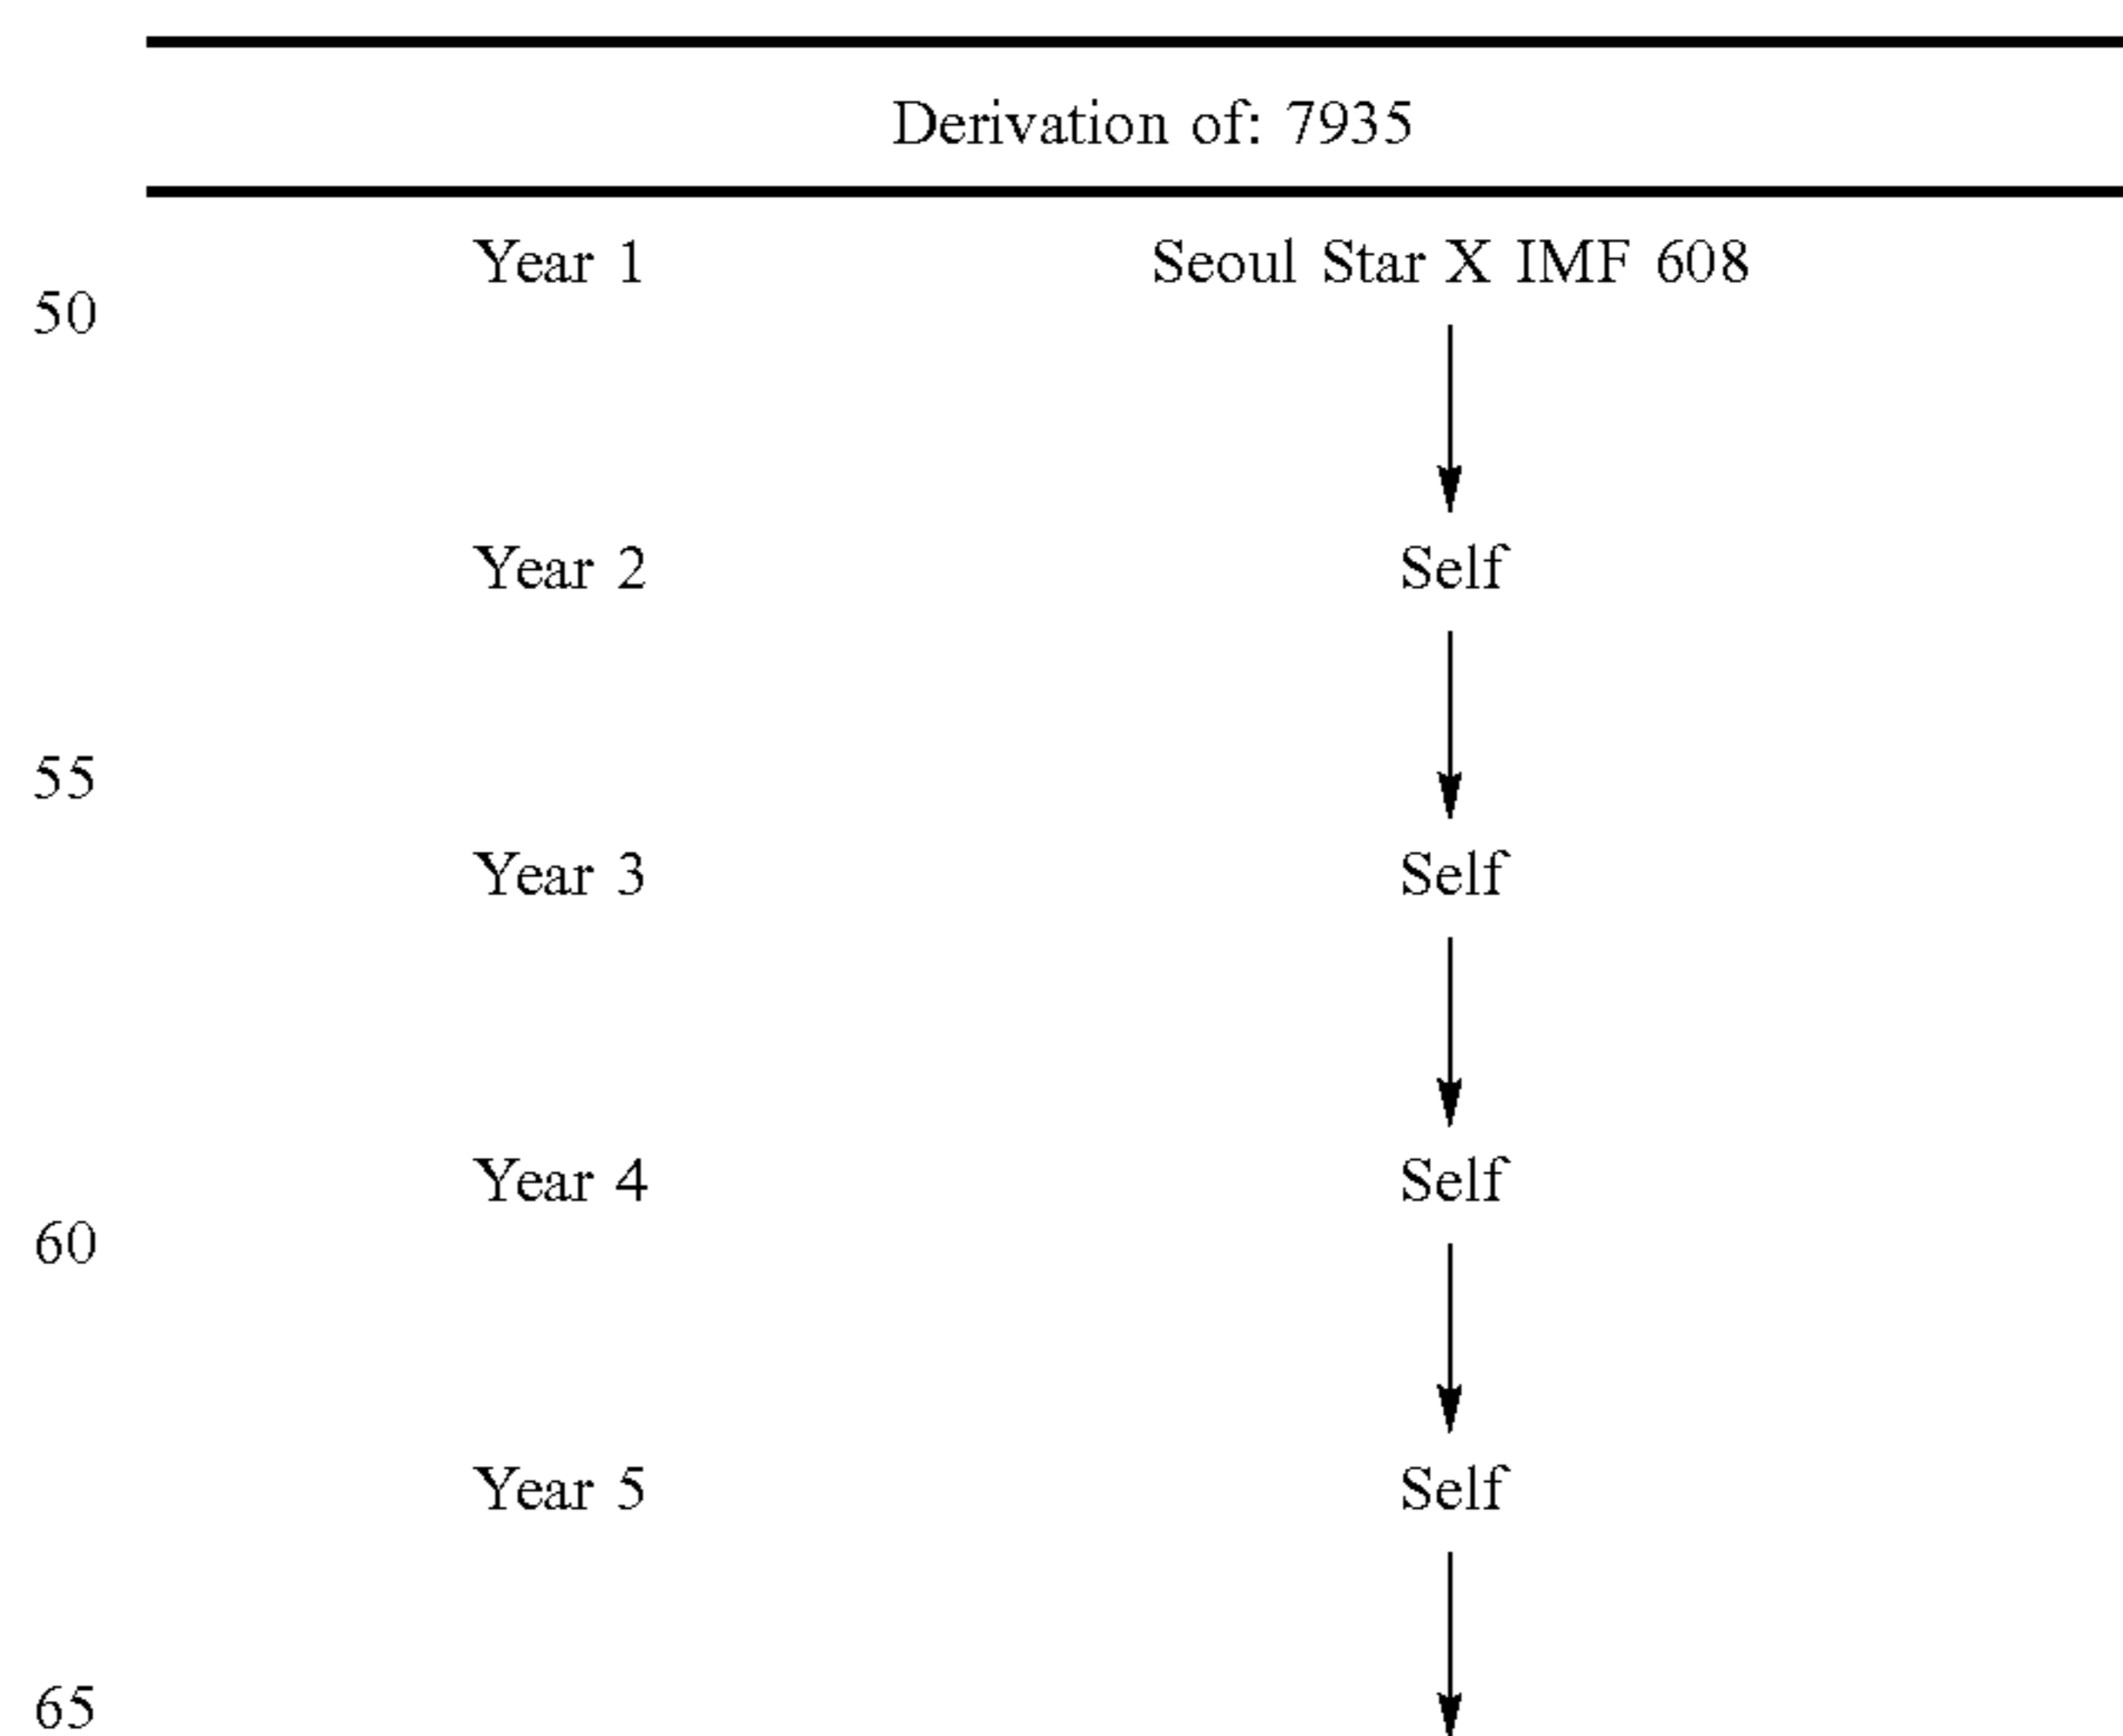 Derivation of: 7935
Year 1 Seoul Star X IMF 608
50
Year 2 Self
55
Year 3 Self
Year 4 Self
60
Year 5 Self
65